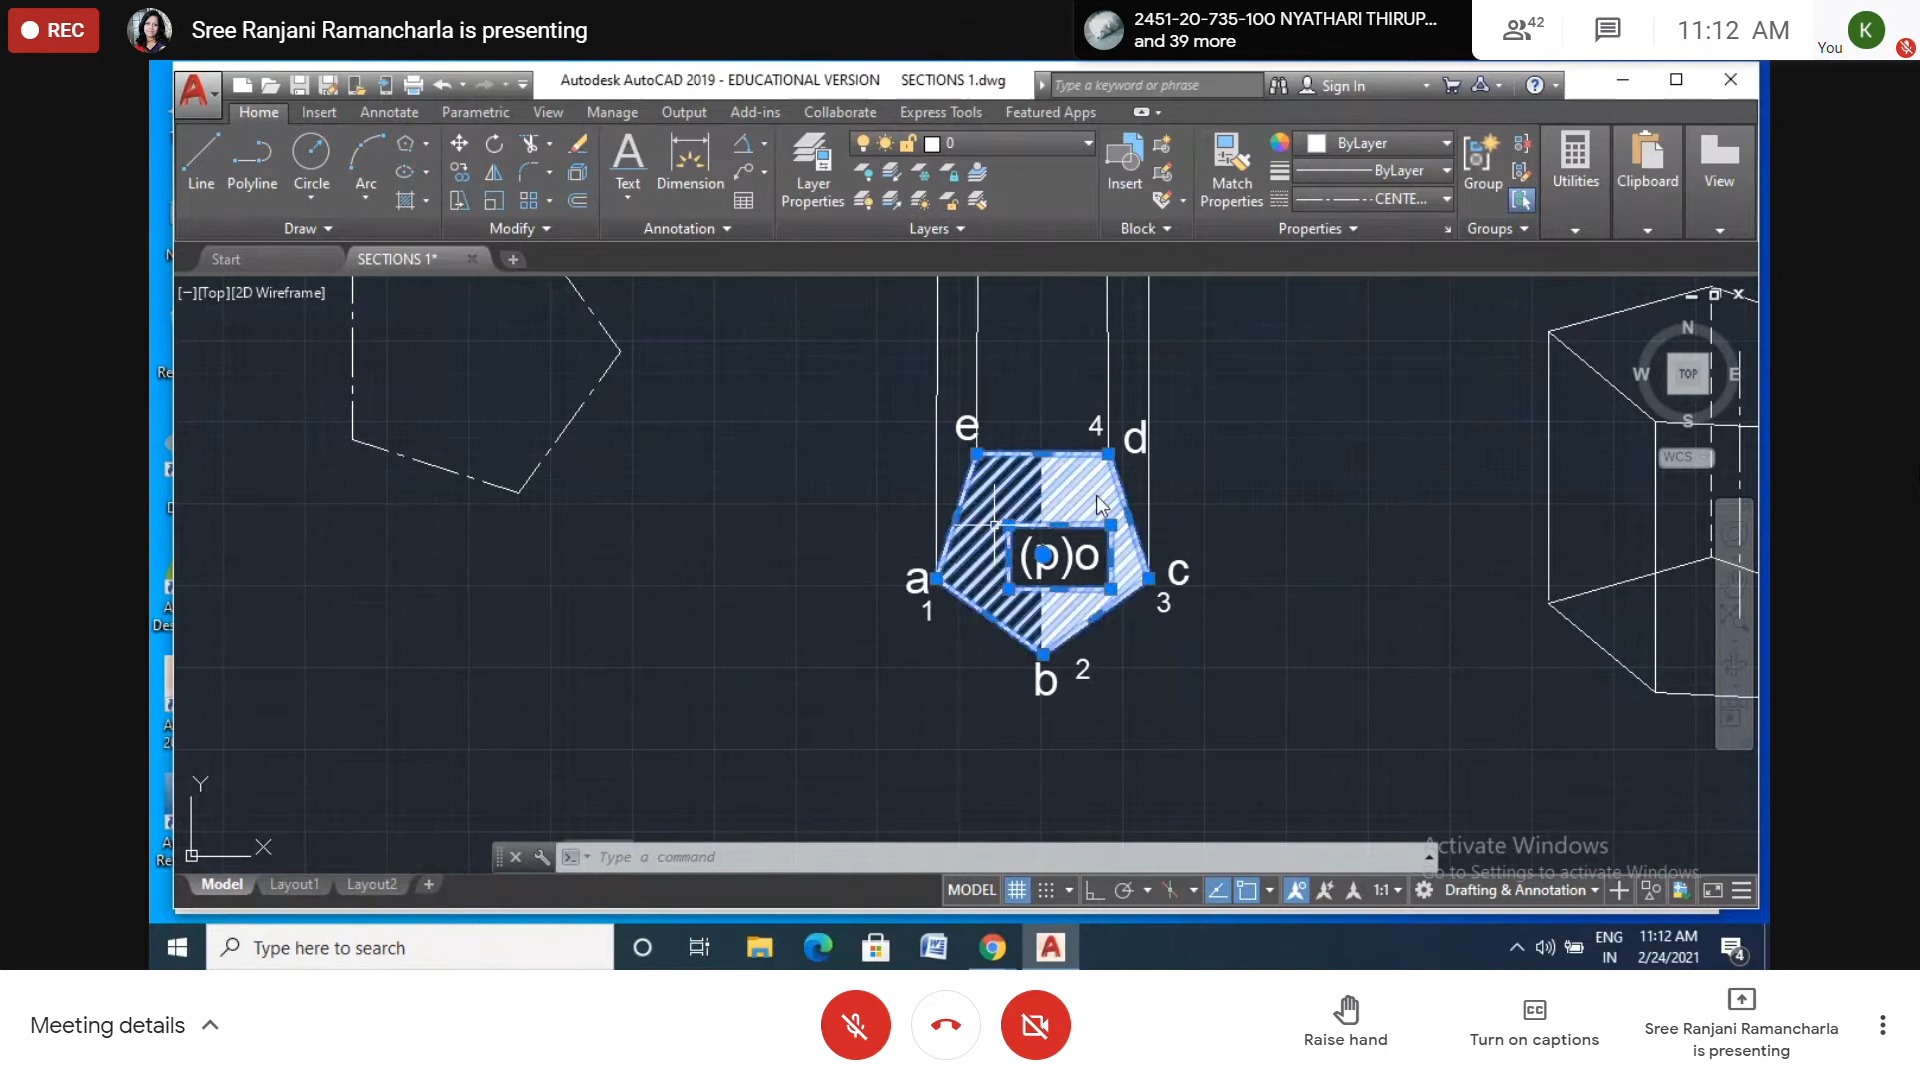 REC
Sree Ranjani Ramancharla is presenting
2451-20-735-100 NYATHARI THIRUP...
and 39 more
42
11:12 AM
You
K
Autodesk AutoCAD 2019 - EDUCATIONAL VERSION SECTIONS 1.dwg
Type a keyword or phrase
Sign In
Home Insert Annotate Parametric View Manage Output Add-ins Collaborate Express Tools Featured Apps
0
ByLayer
ByLayer
CENTE...
Line Polyline Circle Arc
Text Dimension
Layer
Properties
Insert
Match
Properties
Group
Utilities
Clipboard
View
Draw Modify Annotation Layers Block Properties Groups
Start
SECTIONS 1*
[−][Top][2D Wireframe]
N
W TOP E
S
WCS
e 4 d
(p)o
a c
1 3
b 2
Y
X
Type a command
Activate Windows
Go to Settings to activate Windows.
Model Layout1 Layout2
MODEL
1:1
Drafting & Annotation
Type here to search
ENG
IN
11:12 AM
2/24/2021
4
Meeting details
Raise hand
Turn on captions
Sree Ranjani Ramancharla
is presenting